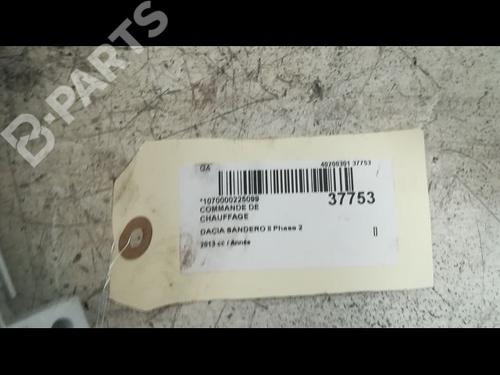 B-PARTS
GA 40700301 37753
*1070000225099 37753
COMMANDE DE
CHAUFFAGE
DACIA SANDERO II Phase 2 []
2013 cc / Année